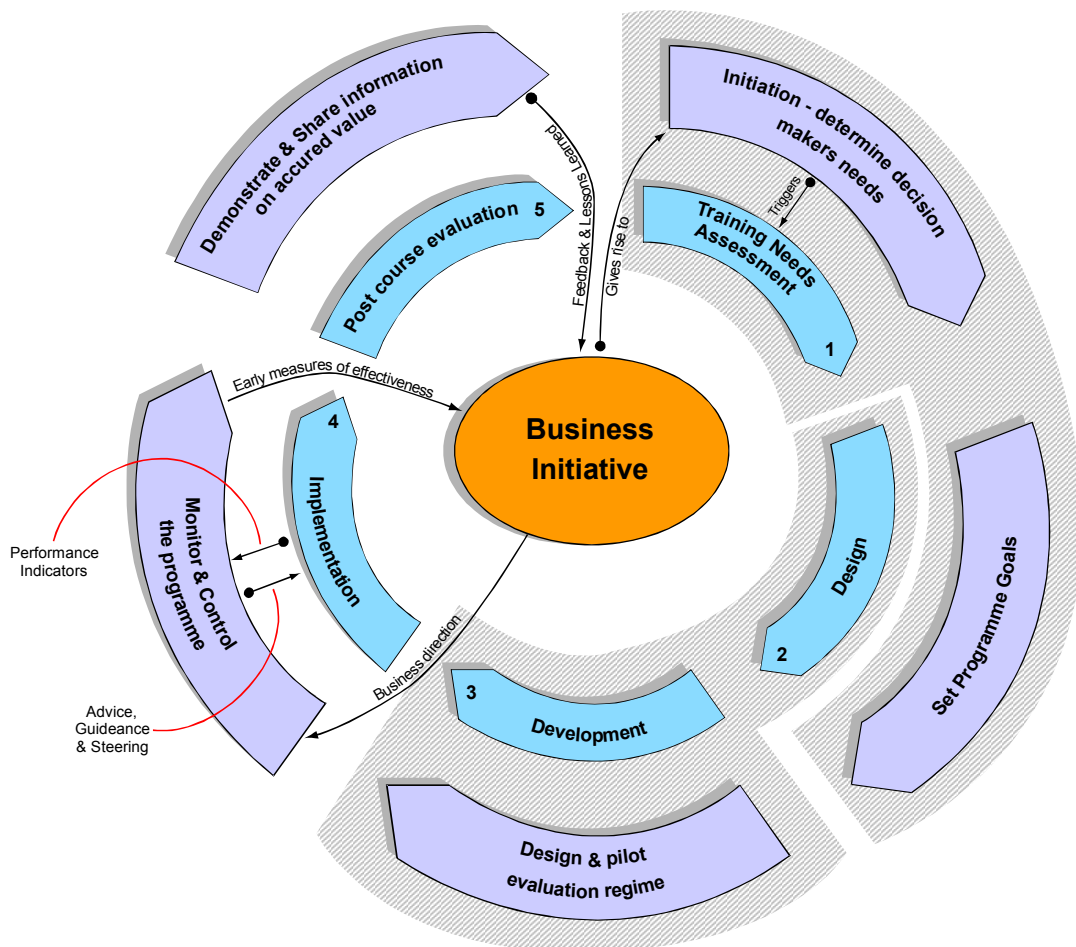 Demonstrate & Share information
on accured value
Initiation - determine decision
makers needs
Feedback & Lessons Learned
Gives rise to
Triggers
Post course evaluation
5
Training Needs
Assessment
1
Early measures of effectiveness
4
Implementation
Business
Initiative
Monitor & Control
the programme
Performance
Indicators
Design
2
Set Programme Goals
Business direction
3
Development
Advice,
Guideance
& Steering
Design & pilot
evaluation regime